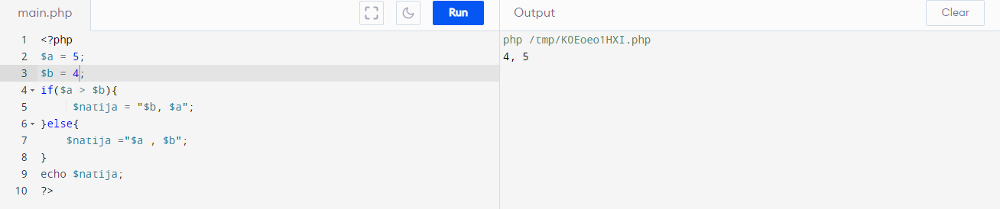 main.php
Run
Output
Clear
1 <?php
2 $a = 5;
3 $b = 4;
4 if($a > $b){
5 $natija = "$b, $a";
6 }else{
7 $natija ="$a , $b";
8 }
9 echo $natija;
10 ?>
php /tmp/K0Eoeo1HXI.php
4, 5